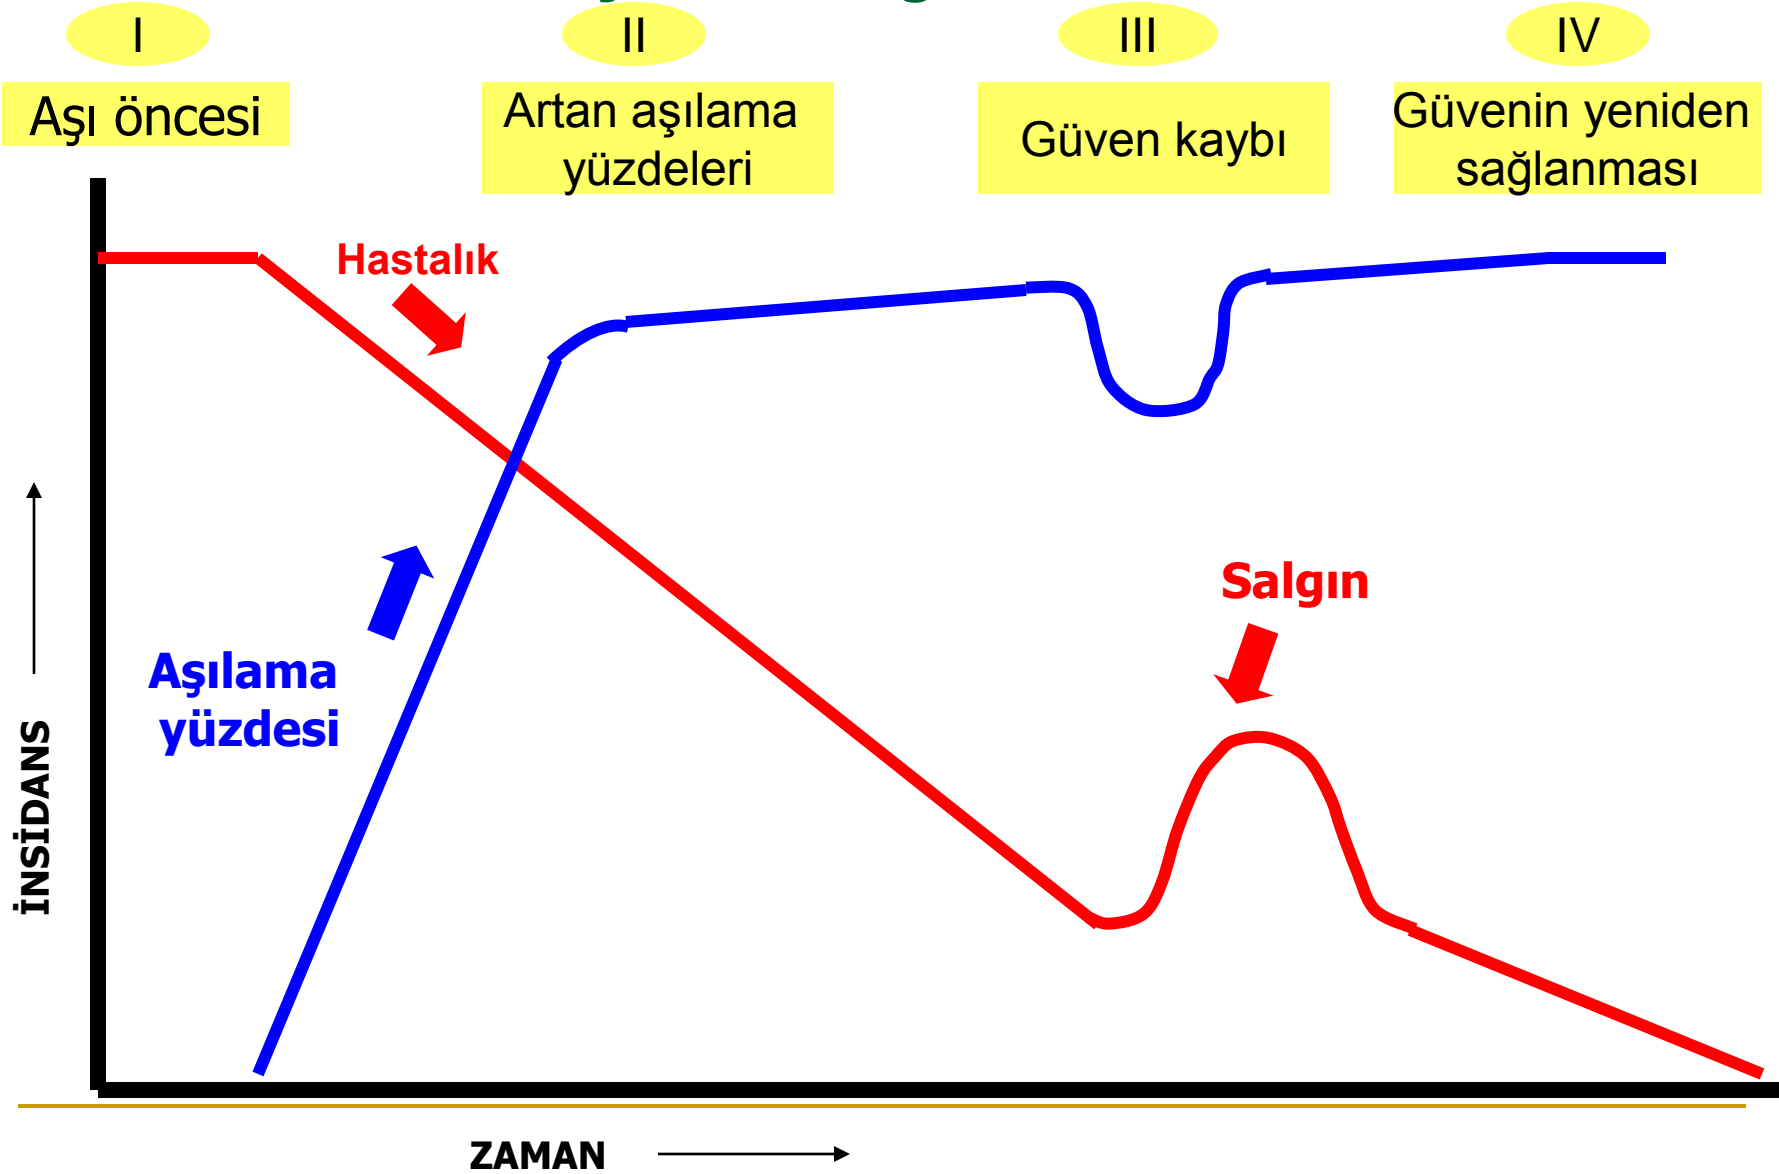 I
II
III
IV
Aşı öncesi
Artan aşılama
yüzdeleri
Güven kaybı
Güvenin yeniden
sağlanması
Hastalık
Aşılama
yüzdesi
Salgın
İNSİDANS
ZAMAN